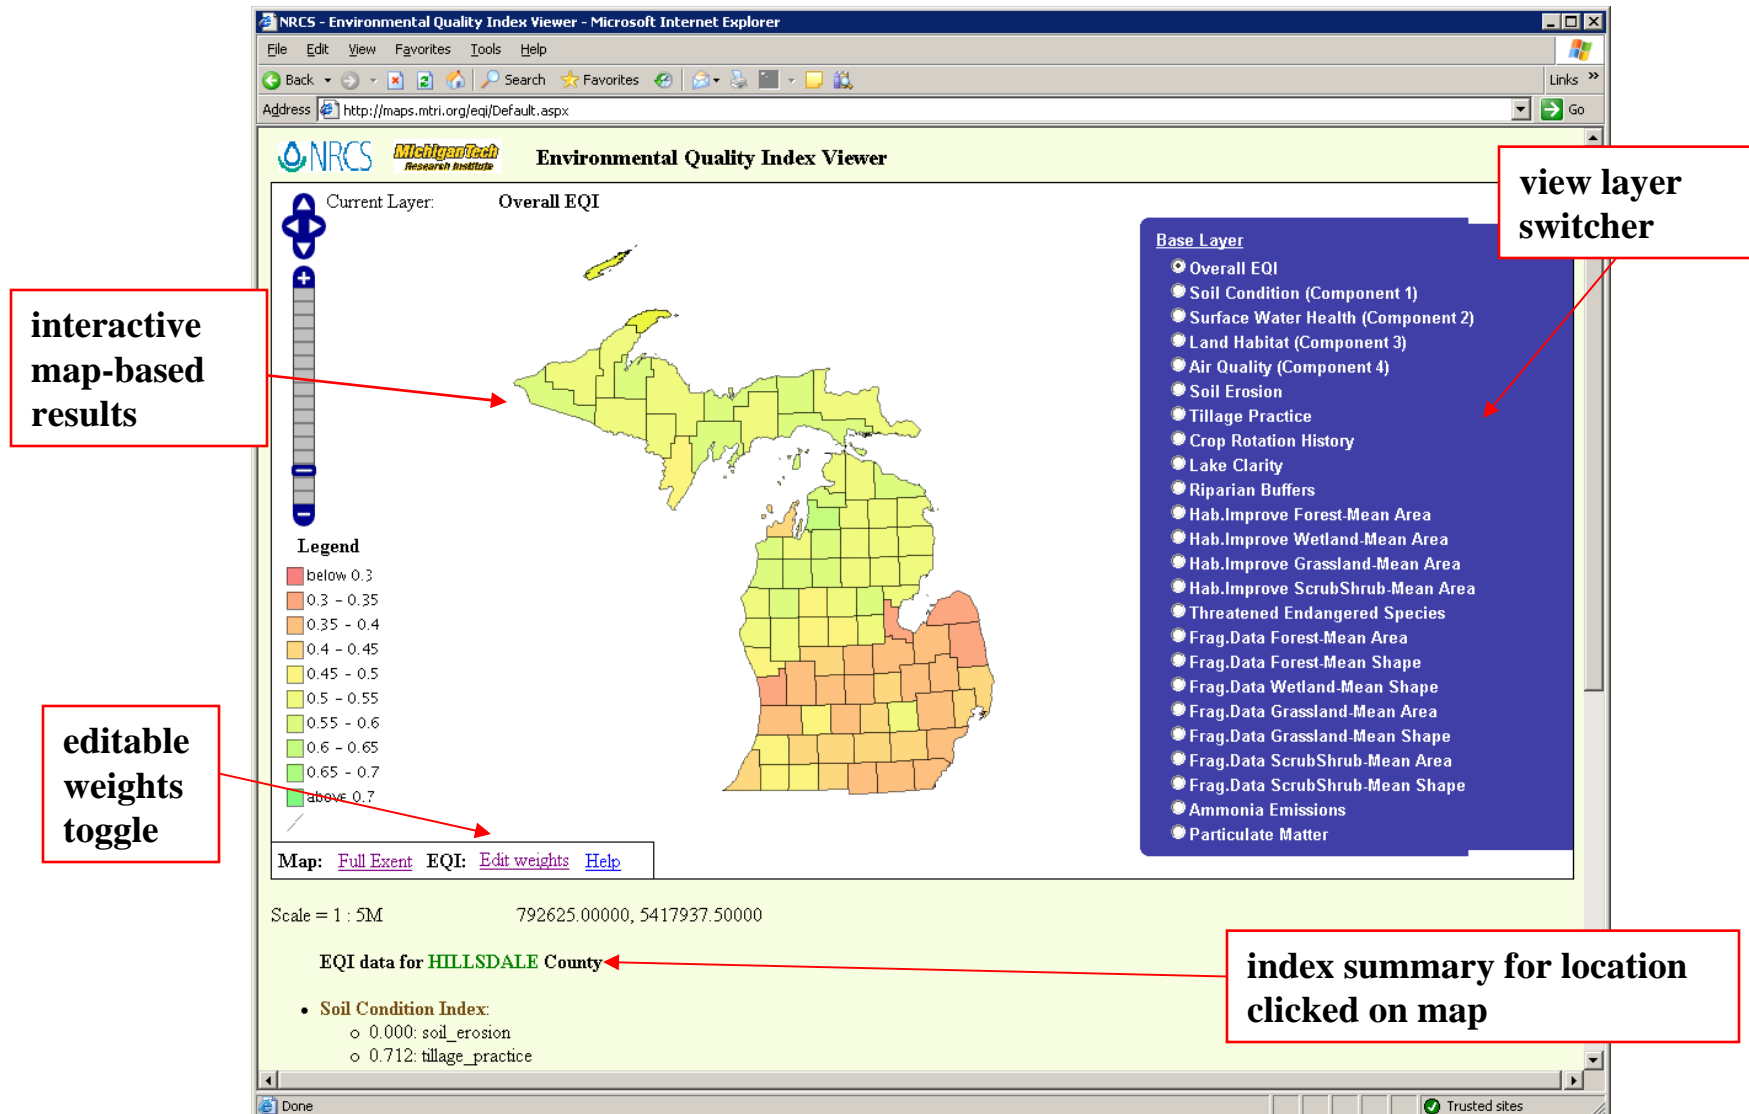 NRCS - Environmental Quality Index Viewer - Microsoft Internet Explorer
File Edit View Favorites Tools Help
Back Search Favorites Links »
Address http://maps.mtri.org/eqi/Default.aspx Go
NRCS MichiganTech Research Institute Environmental Quality Index Viewer
Current Layer: Overall EQI
view layer
switcher
interactive
map-based
results
editable
weights
toggle
Legend
below 0.3
0.3 - 0.35
0.35 - 0.4
0.4 - 0.45
0.45 - 0.5
0.5 - 0.55
0.55 - 0.6
0.6 - 0.65
0.65 - 0.7
above 0.7
Base Layer
Overall EQI
Soil Condition (Component 1)
Surface Water Health (Component 2)
Land Habitat (Component 3)
Air Quality (Component 4)
Soil Erosion
Tillage Practice
Crop Rotation History
Lake Clarity
Riparian Buffers
Hab.Improve Forest-Mean Area
Hab.Improve Wetland-Mean Area
Hab.Improve Grassland-Mean Area
Hab.Improve ScrubShrub-Mean Area
Threatened Endangered Species
Frag.Data Forest-Mean Area
Frag.Data Forest-Mean Shape
Frag.Data Wetland-Mean Shape
Frag.Data Grassland-Mean Area
Frag.Data Grassland-Mean Shape
Frag.Data ScrubShrub-Mean Area
Frag.Data ScrubShrub-Mean Shape
Ammonia Emissions
Particulate Matter
Map: Full Exent EQI: Edit weights Help
Scale = 1 : 5M 792625.00000, 5417937.50000
EQI data for HILLSDALE County
index summary for location
clicked on map
• Soil Condition Index:
o 0.000: soil_erosion
o 0.712: tillage_practice
Done Trusted sites